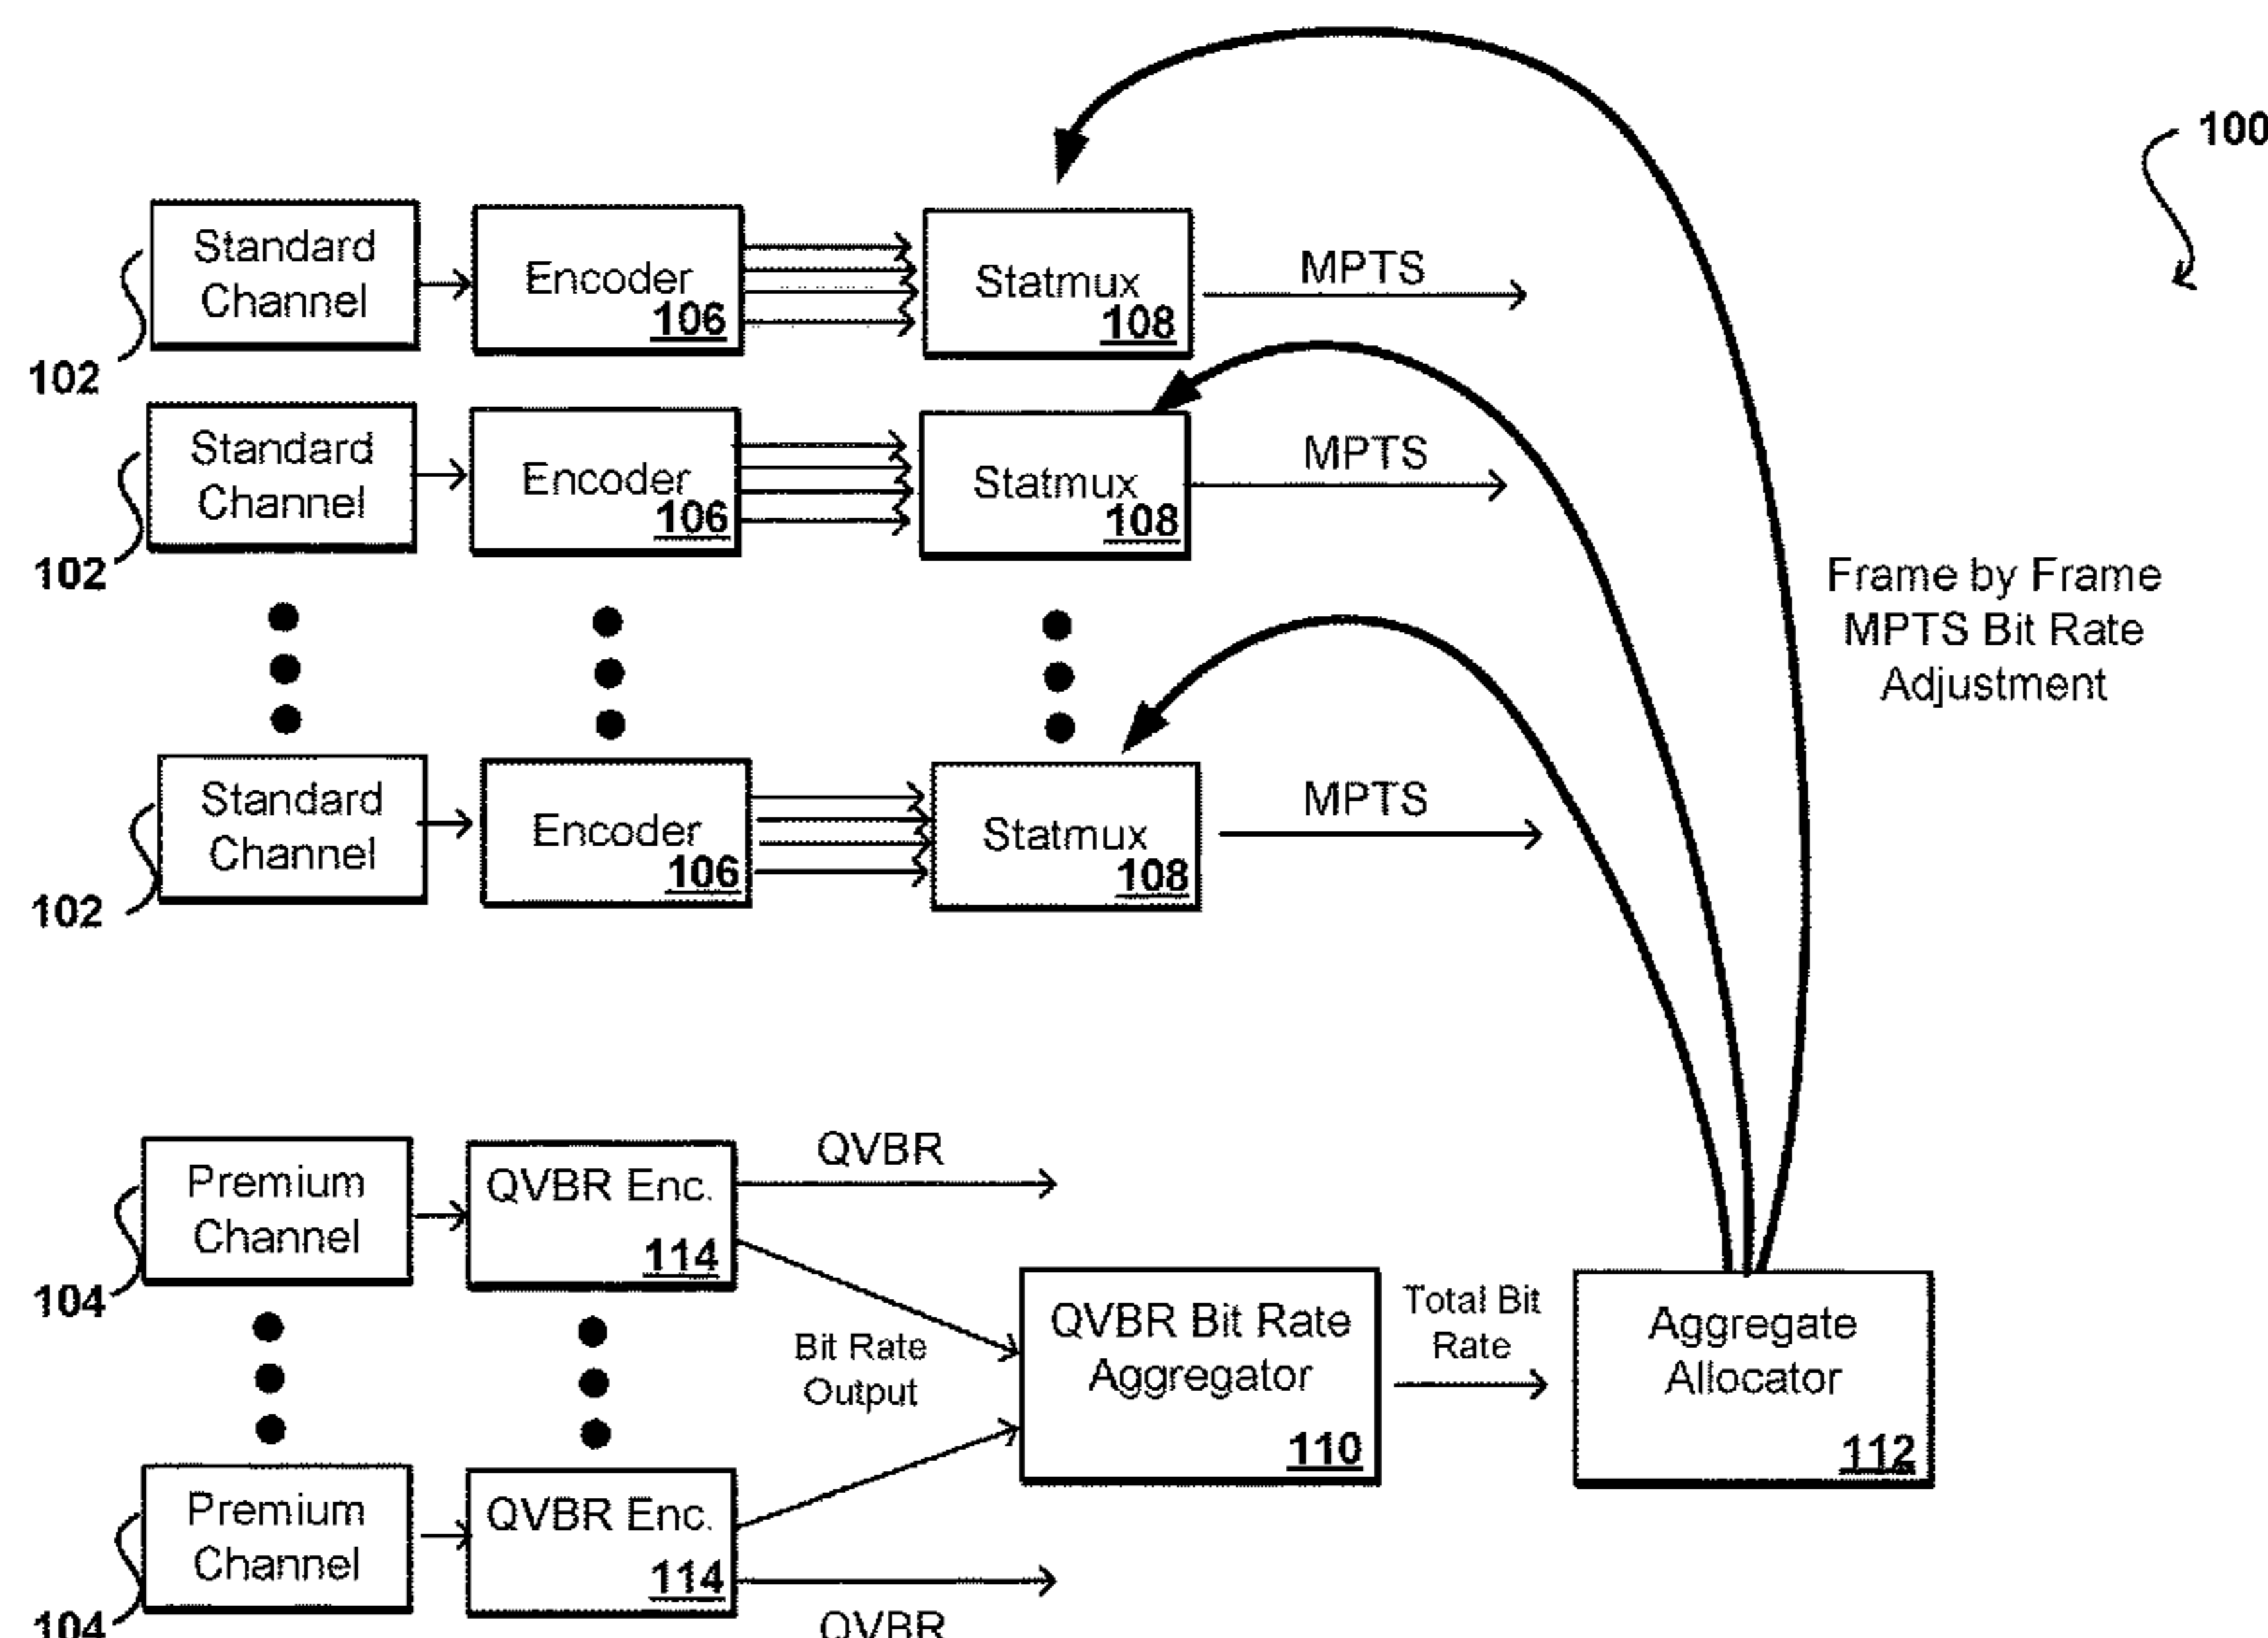 100
Standard
Channel
102
Encoder
106
Statmux
108
MPTS
Standard
Channel
102
Encoder
106
Statmux
108
MPTS
Frame by Frame
MPTS Bit Rate
Adjustment
Standard
Channel
102
Encoder
106
Statmux
108
MPTS
Premium
Channel
104
QVBR Enc.
114
QVBR
Bit Rate
Output
QVBR Bit Rate
Aggregator
110
Total Bit
Rate
Aggregate
Allocator
112
Premium
Channel
104
QVBR Enc.
114
QVBR